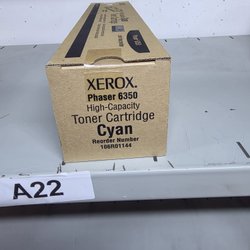 XEROX.
Phaser 6350
High-Capacity
Toner Cartridge
Cyan
Reorder Number
106R01144
A22